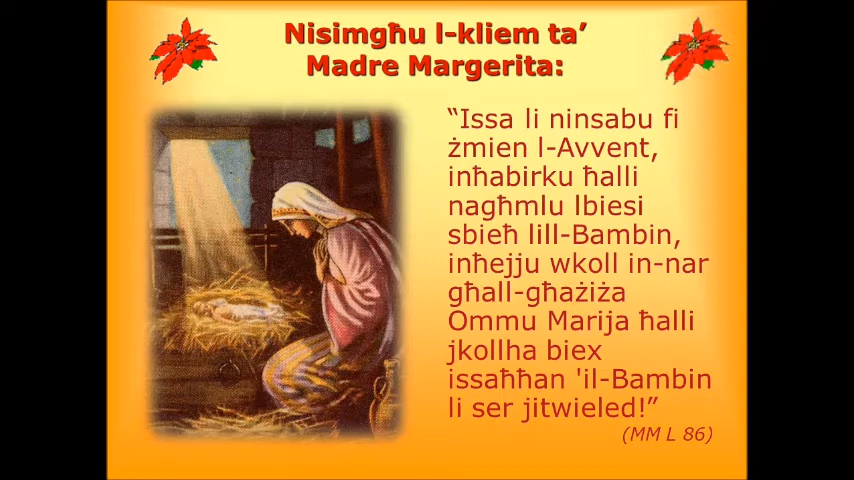 Nisimgħu l-kliem ta’
Madre Margerita:
“Issa li ninsabu fi
żmien l-Avvent,
inħabirku ħalli
nagħmlu lbiesi
sbieħ lill-Bambin,
inħejju wkoll in-nar
għall-għażiża
Ommu Marija ħalli
jkollha biex
issaħħan 'il-Bambin
li ser jitwieled!”
(MM L 86)